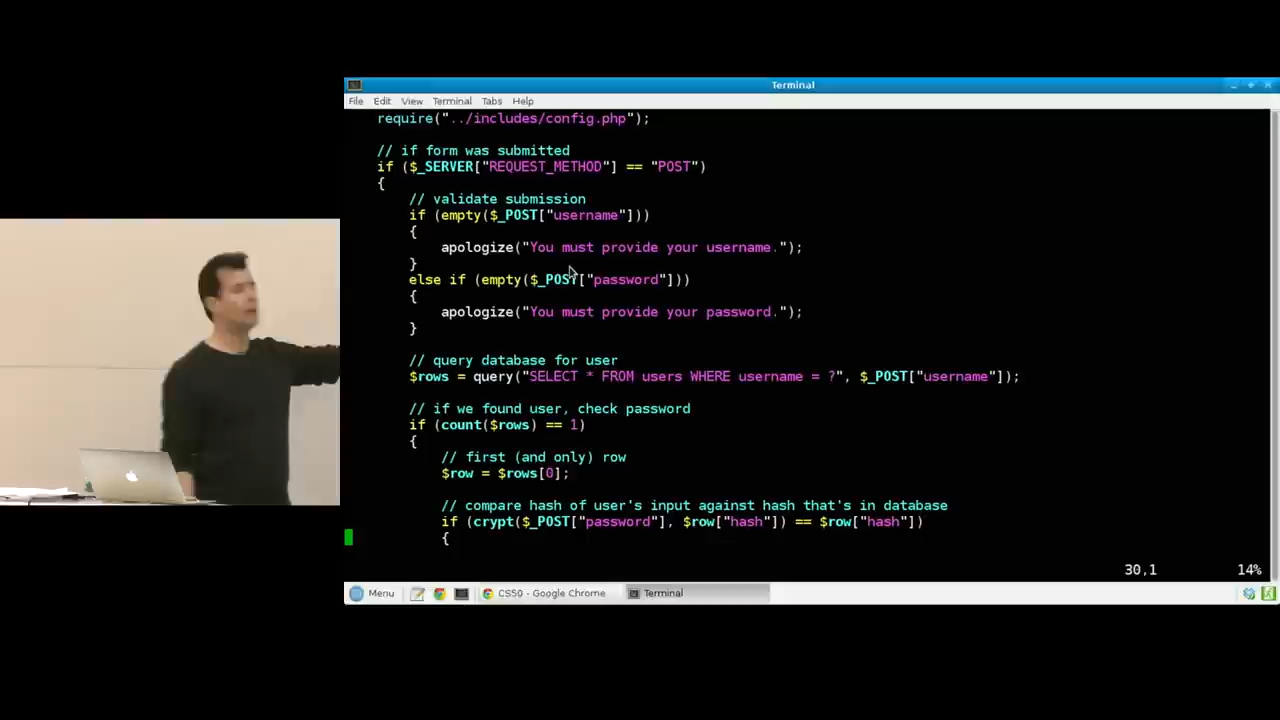 Terminal
File Edit View Terminal Tabs Help
require("../includes/config.php");
// if form was submitted
if ($_SERVER["REQUEST_METHOD"] == "POST")
{
// validate submission
if (empty($_POST["username"]))
{
apologize("You must provide your username.");
}
else if (empty($_POST["password"]))
{
apologize("You must provide your password.");
}
// query database for user
$rows = query("SELECT * FROM users WHERE username = ?", $_POST["username"]);
// if we found user, check password
if (count($rows) == 1)
{
// first (and only) row
$row = $rows[0];
// compare hash of user's input against hash that's in database
if (crypt($_POST["password"], $row["hash"]) == $row["hash"])
{
30,1 14%
Menu CS50 - Google Chrome Terminal